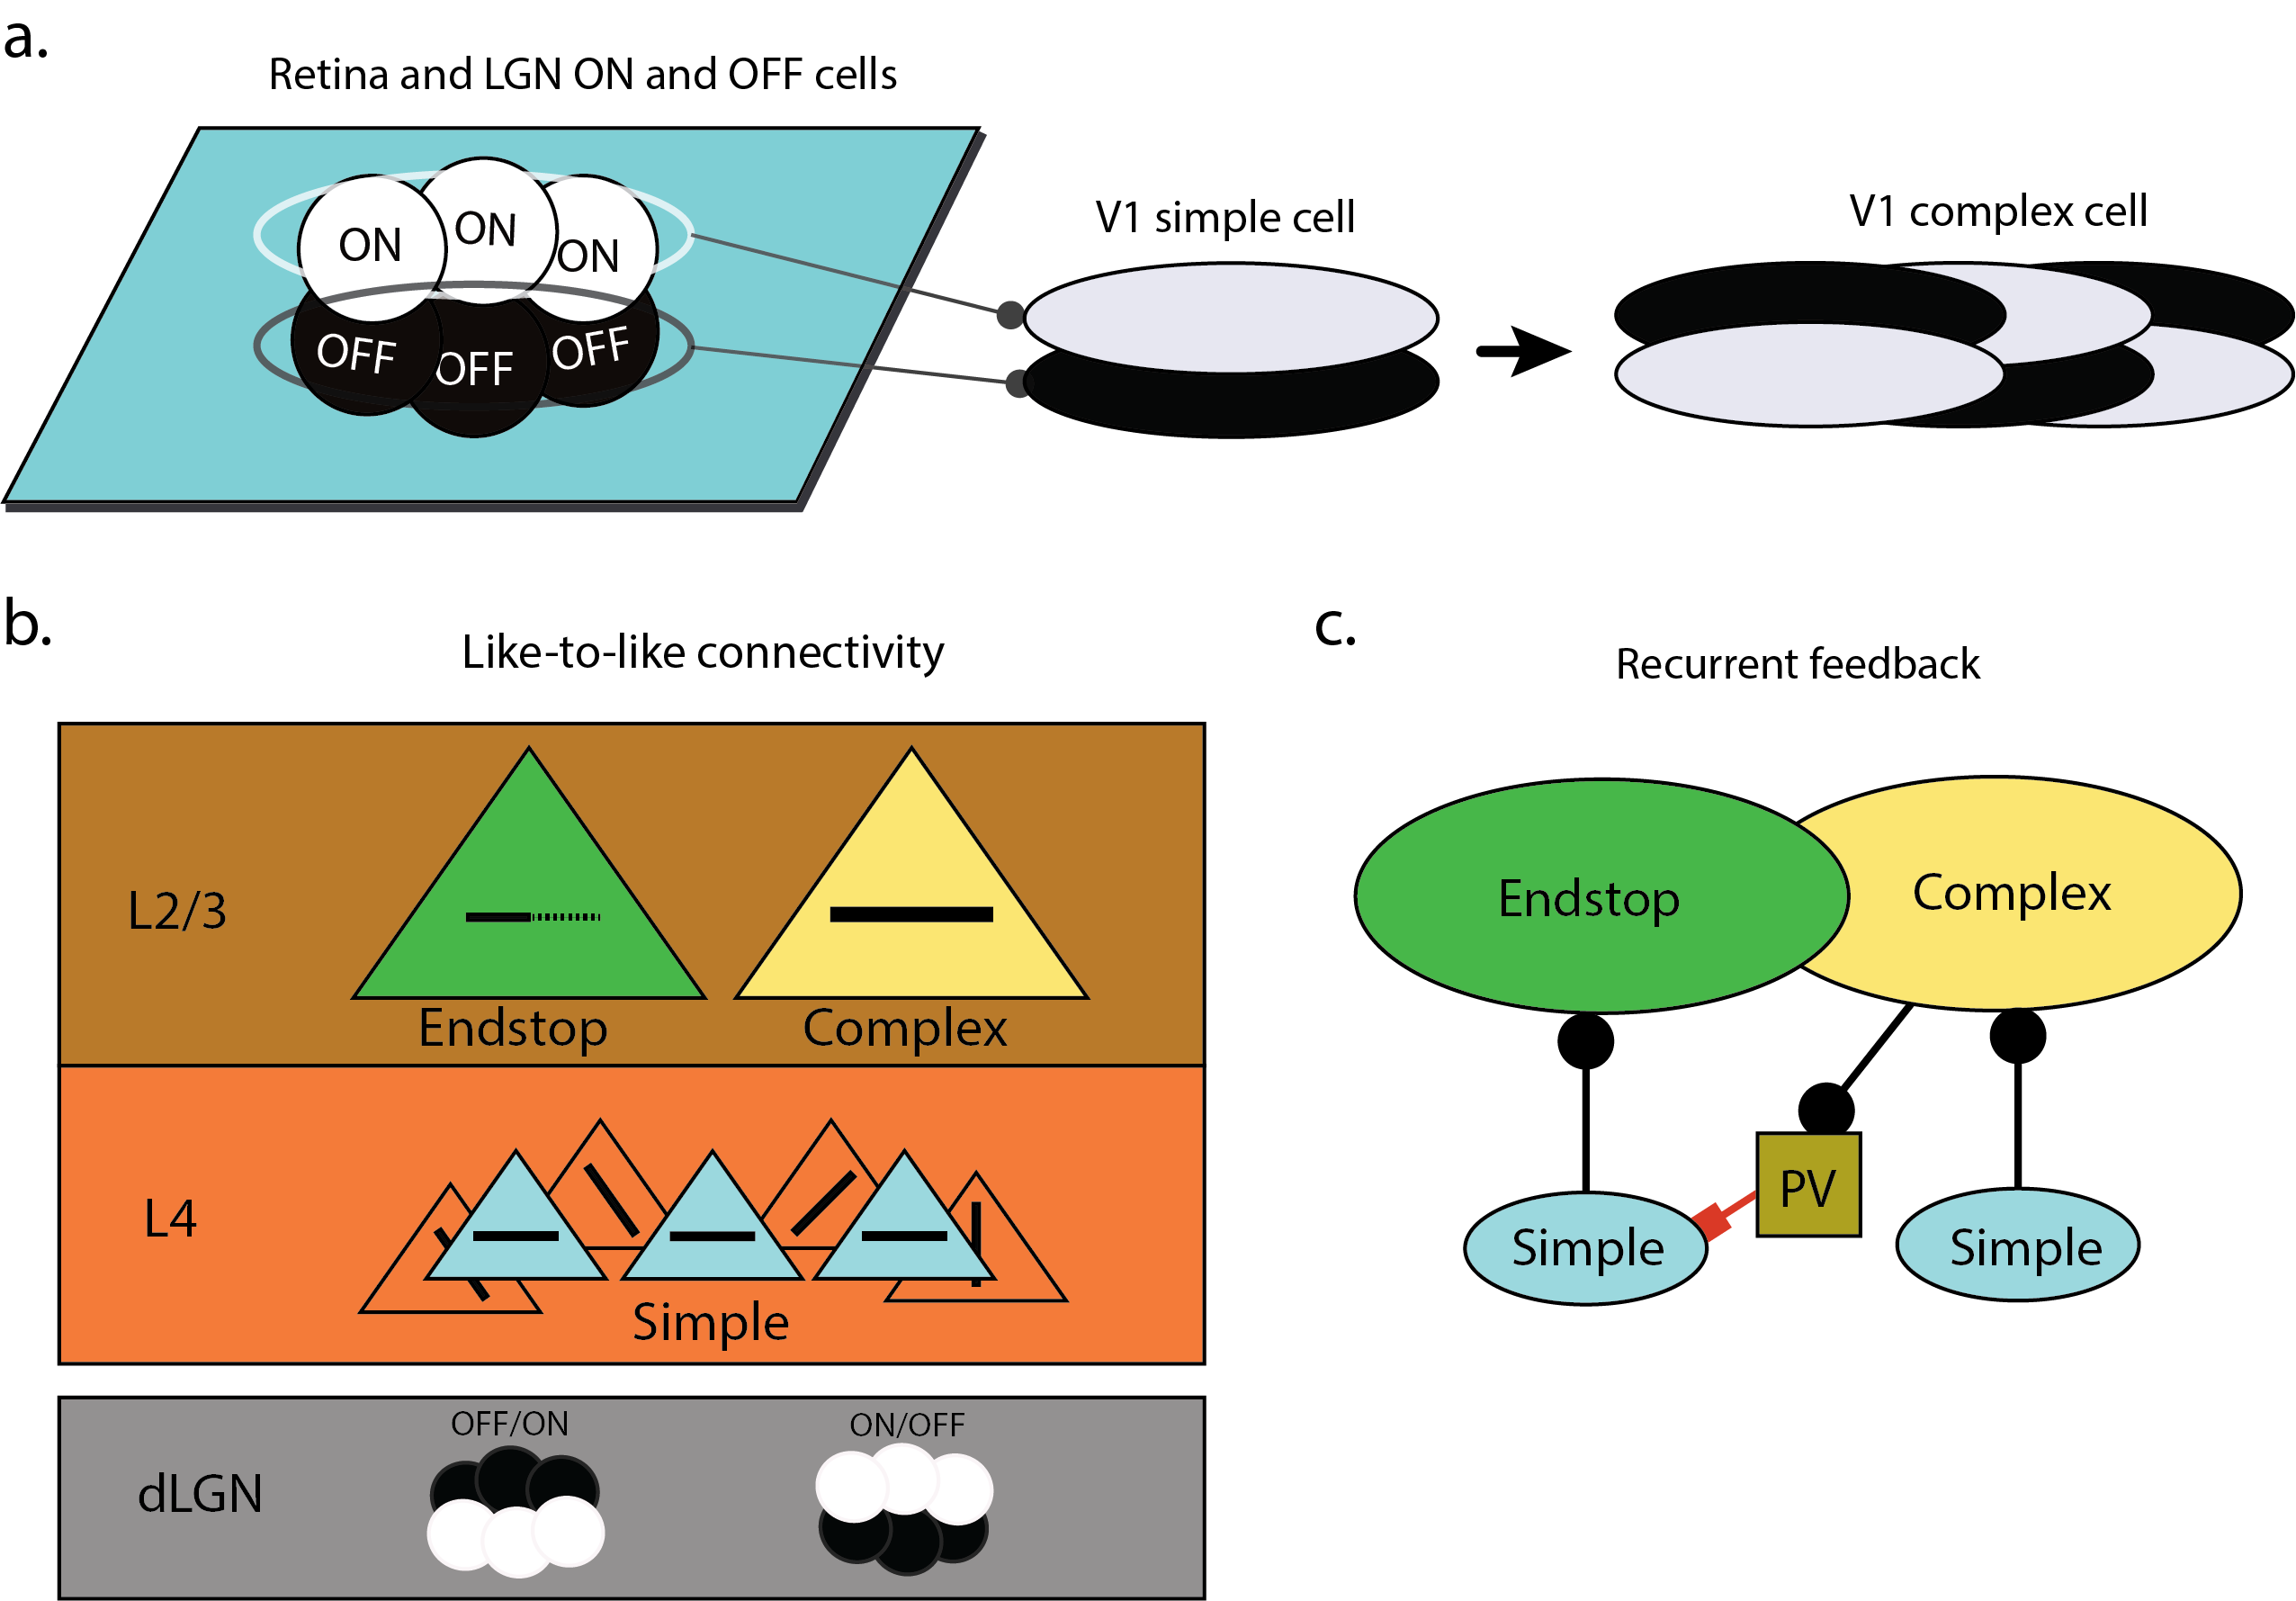 a.
Retina and LGN ON and OFF cells
ON
ON
ON
OFF
OFF
OFF
V1 simple cell
V1 complex cell
b.
Like-to-like connectivity
L2/3
Endstop
Complex
L4
Simple
dLGN
OFF/ON
ON/OFF
c.
Recurrent feedback
Endstop
Complex
PV
Simple
Simple